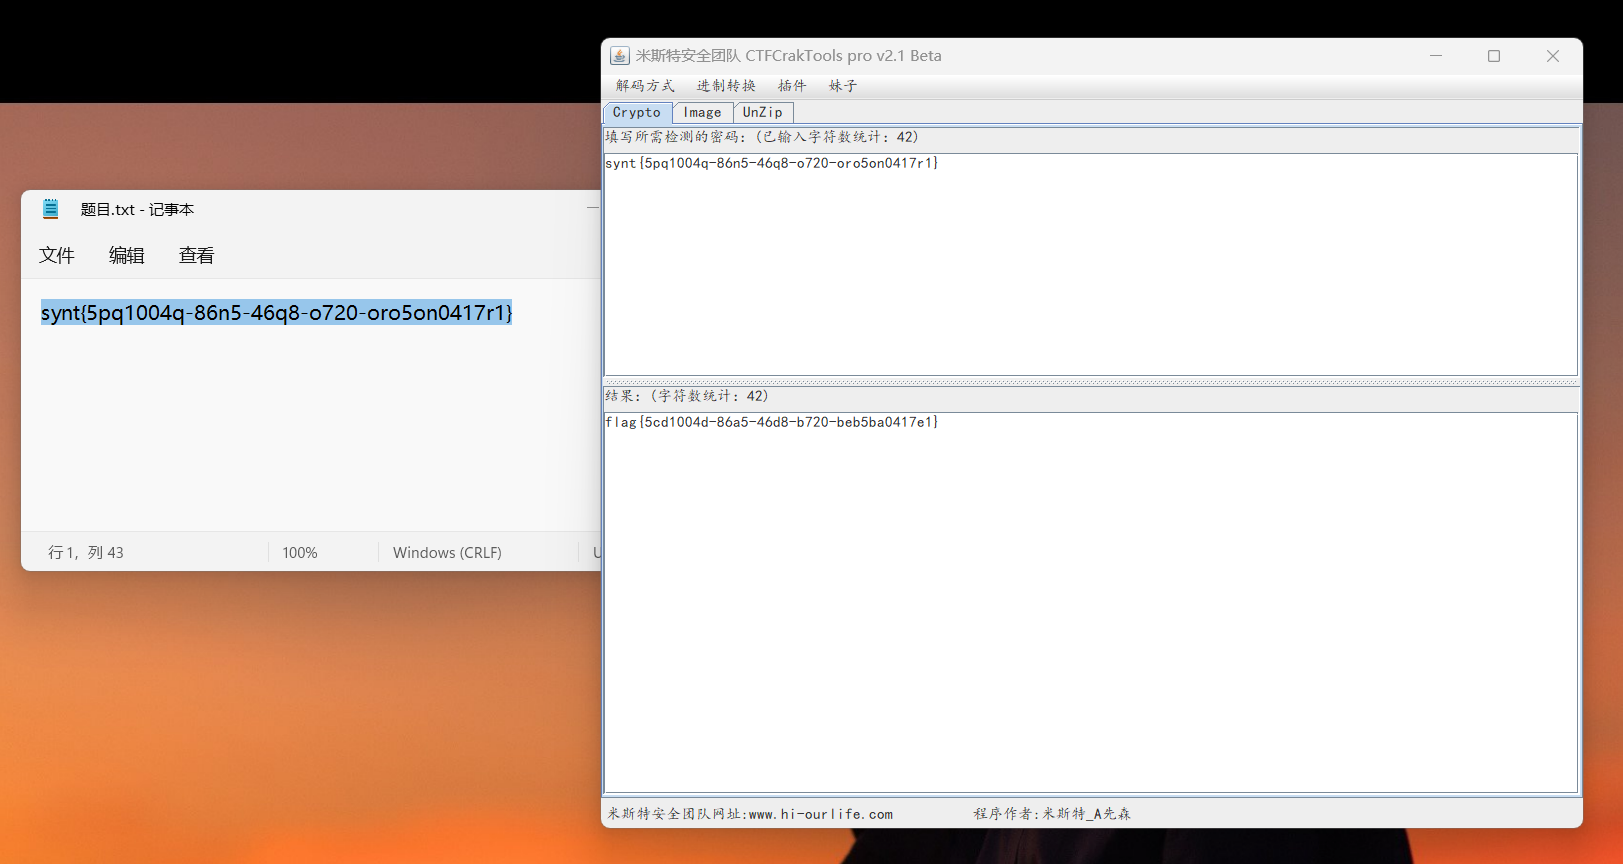 题目.txt - 记事本
文件 编辑 查看
synt{5pq1004q-86n5-46q8-o720-oro5on0417r1}
行 1，列 43 100% Windows (CRLF) U
米斯特安全团队 CTFCrakTools pro v2.1 Beta
解码方式 进制转换 插件 妹子
Crypto Image UnZip
填写所需检测的密码：(已输入字符数统计：42)
synt{5pq1004q-86n5-46q8-o720-oro5on0417r1}
结果：(字符数统计：42)
flag{5cd1004d-86a5-46d8-b720-beb5ba0417e1}
米斯特安全团队网址:www.hi-ourlife.com 程序作者:米斯特_A先森